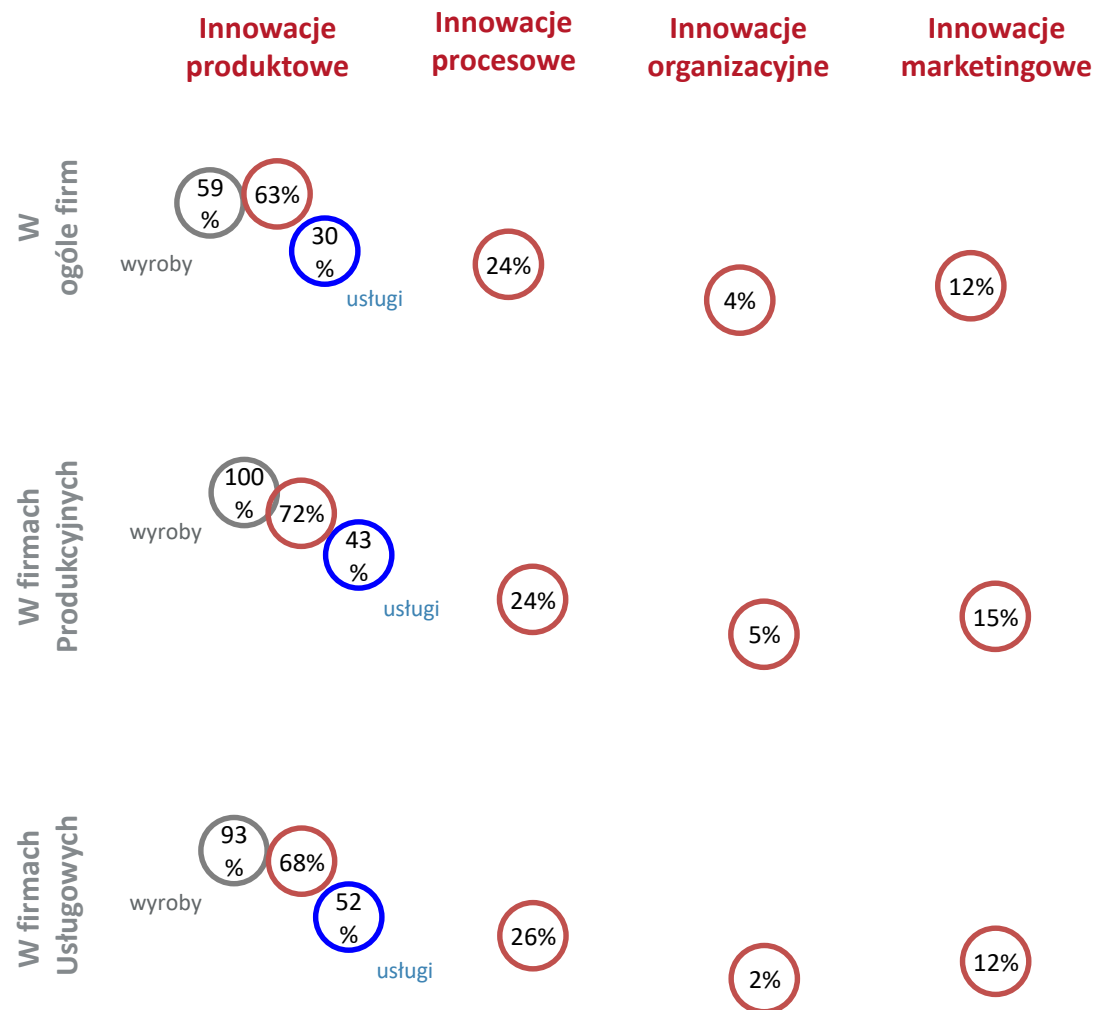 Innowacje
produktowe
Innowacje
procesowe
Innowacje
organizacyjne
Innowacje
marketingowe
W
ogóle firm
59
%
63%
30
%
wyroby
usługi
24%
4%
12%
W firmach
Produkcyjnych
100
%
72%
43
%
wyroby
usługi
24%
5%
15%
W firmach
Usługowych
93
%
68%
52
%
wyroby
usługi
26%
2%
12%